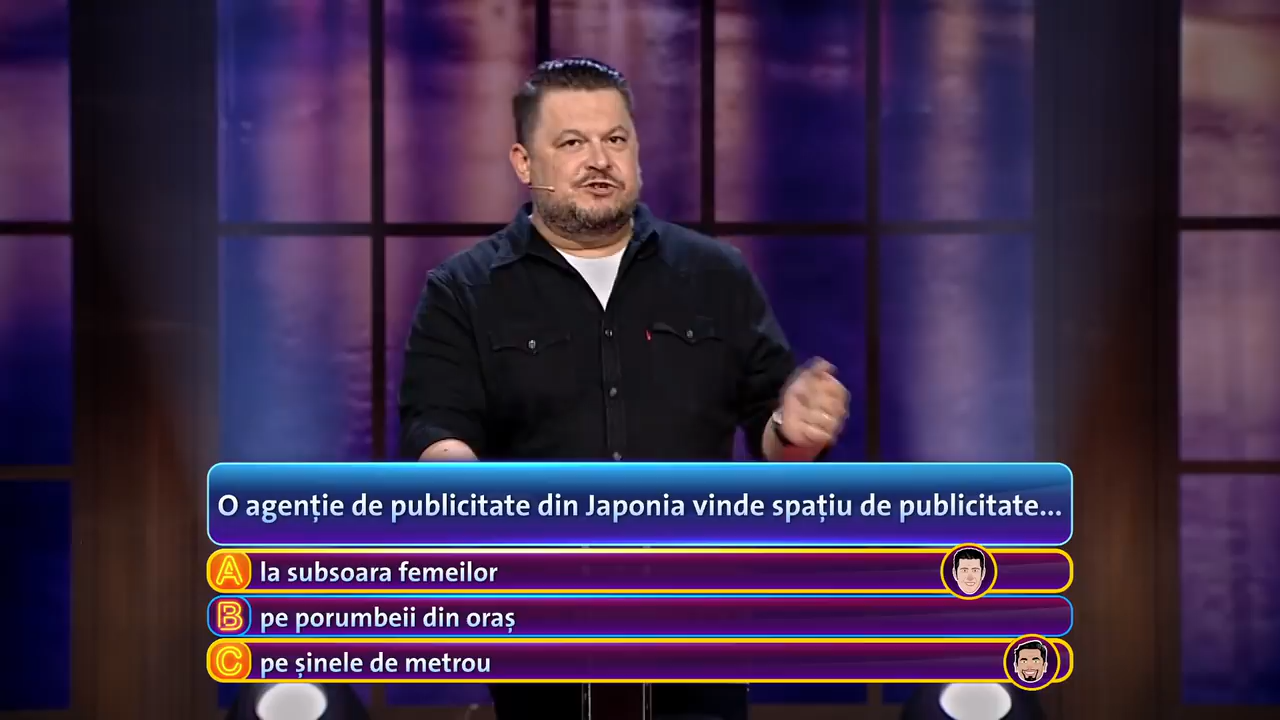 O agenție de publicitate din Japonia vinde spațiu de publicitate...
A la subsoara femeilor
B pe porumbeii din oraș
C pe șinele de metrou